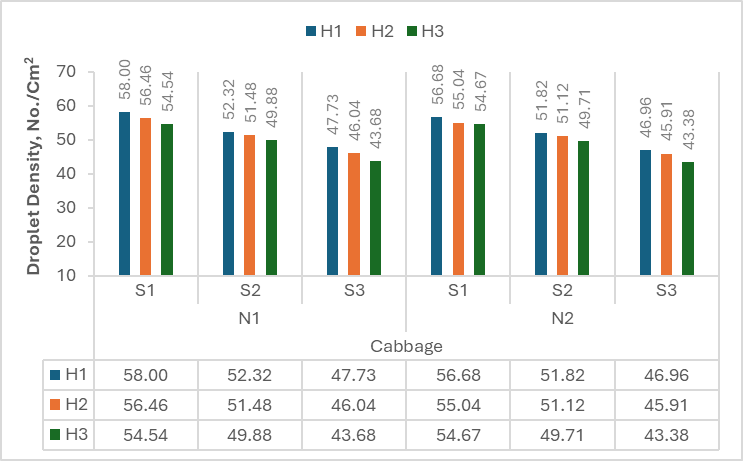 H1 H2 H3
Droplet Density, No./Cm²
70
60
50
40
30
20
10
58.00 56.46 54.54 52.32 51.48 49.88 47.73 46.04 43.68 56.68 55.04 54.67 51.82 51.12 49.71 46.96 45.91 43.38
S1 S2 S3 S1 S2 S3
N1 N2
Cabbage
H1 58.00 52.32 47.73 56.68 51.82 46.96
H2 56.46 51.48 46.04 55.04 51.12 45.91
H3 54.54 49.88 43.68 54.67 49.71 43.38